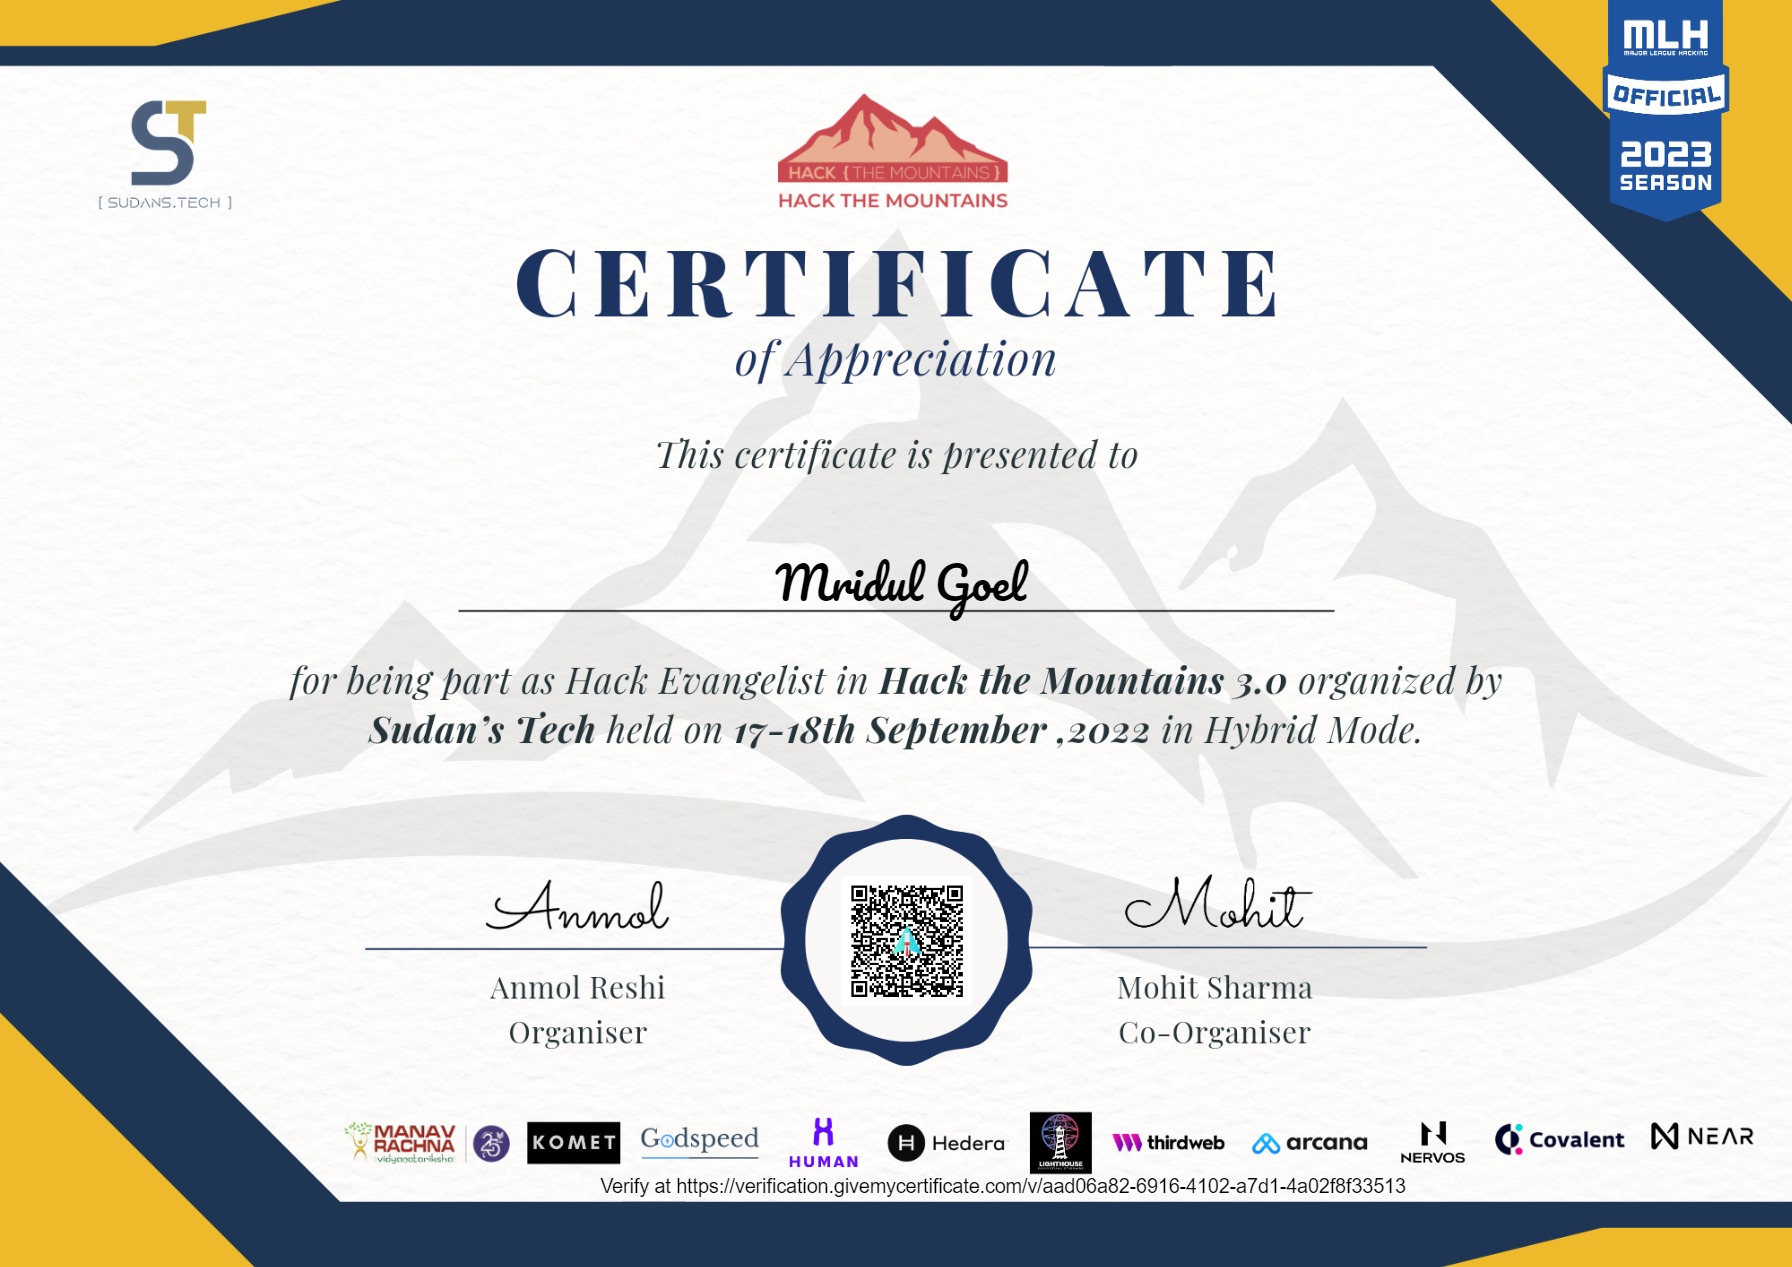 MLH
MAJOR LEAGUE HACKING
OFFICIAL
2023
SEASON
ST
[ SUDANS.TECH ]
HACK {THE MOUNTAINS}
HACK THE MOUNTAINS
CERTIFICATE
of Appreciation
This certificate is presented to
Mridul Goel
for being part as Hack Evangelist in Hack the Mountains 3.0 organized by
Sudan's Tech held on 17-18th September ,2022 in Hybrid Mode.
Anmol
Mohit
Anmol Reshi
Organiser
Mohit Sharma
Co-Organiser
MANAV
RACHNA
vidyanatariksha
25
KOMET
Godspeed
HUMAN
H Hedera
LIGHTHOUSE
thirdweb
arcana
NERVOS
Covalent
NEAR
Verify at https://verification.givemycertificate.com/v/aad06a82-6916-4102-a7d1-4a02f8f33513